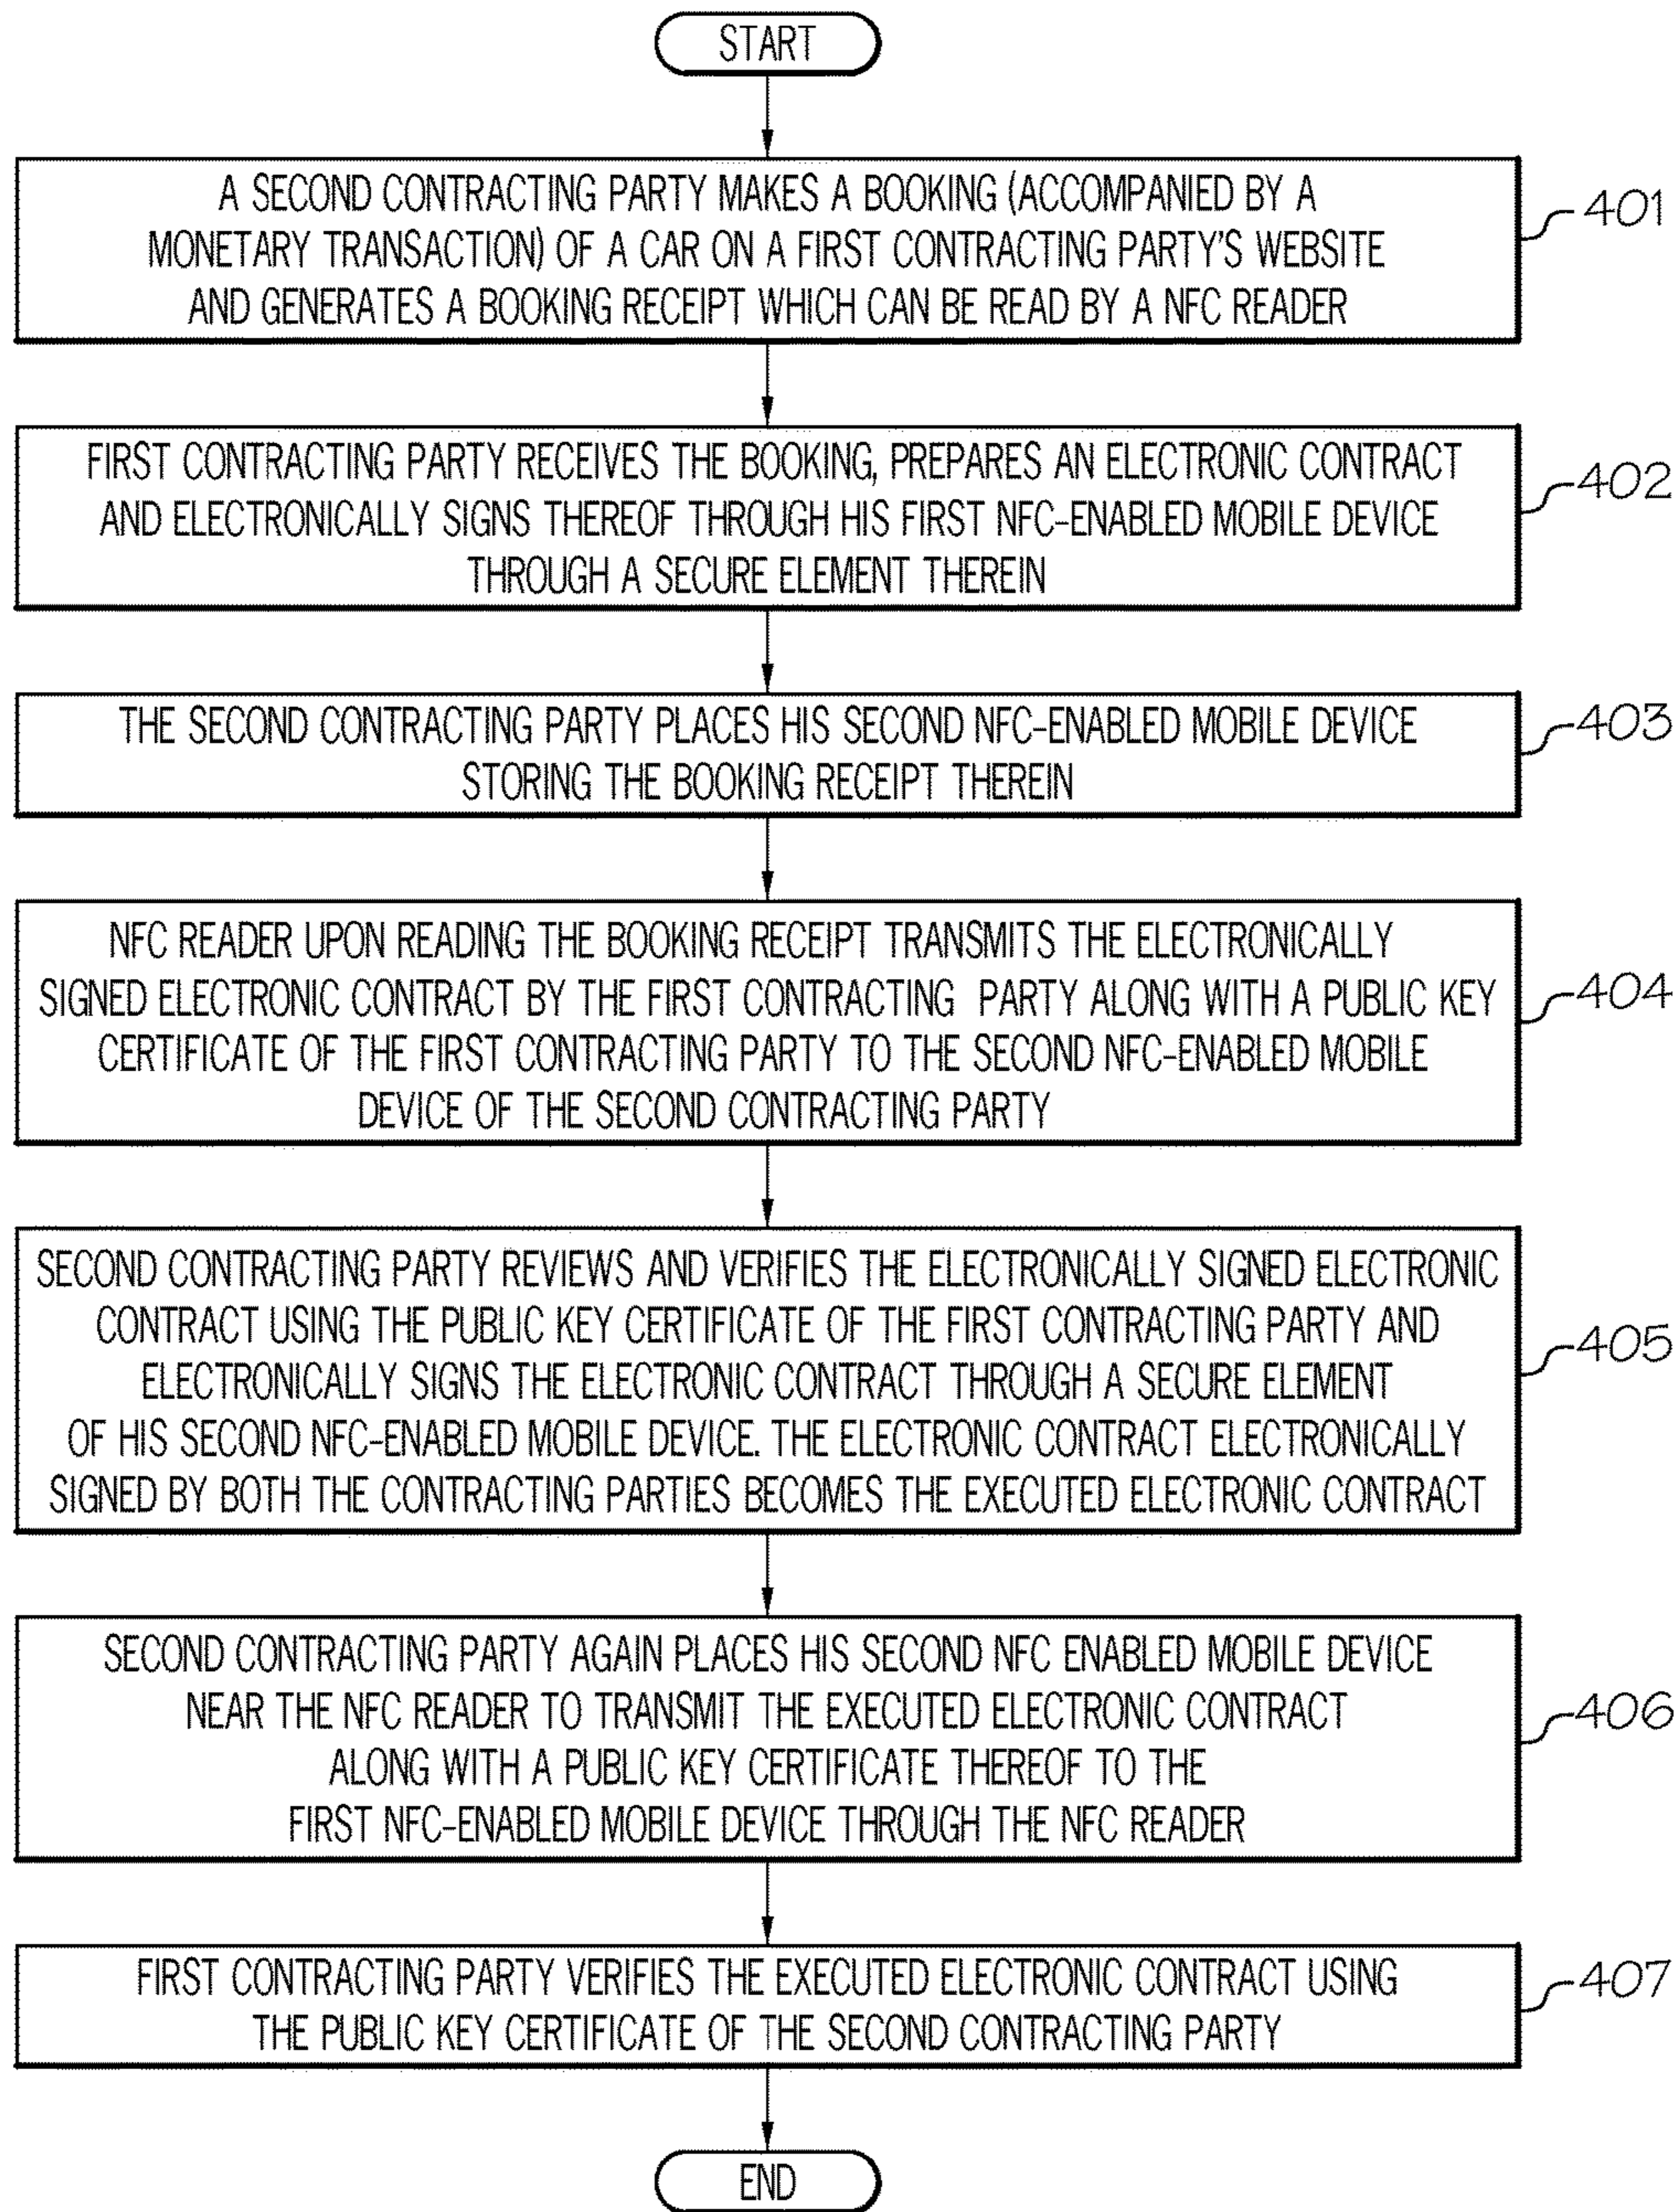 START
A SECOND CONTRACTING PARTY MAKES A BOOKING (ACCOMPANIED BY A
MONETARY TRANSACTION) OF A CAR ON A FIRST CONTRACTING PARTY'S WEBSITE
AND GENERATES A BOOKING RECEIPT WHICH CAN BE READ BY A NFC READER
401
FIRST CONTRACTING PARTY RECEIVES THE BOOKING, PREPARES AN ELECTRONIC CONTRACT
AND ELECTRONICALLY SIGNS THEREOF THROUGH HIS FIRST NFC-ENABLED MOBILE DEVICE
THROUGH A SECURE ELEMENT THEREIN
402
THE SECOND CONTRACTING PARTY PLACES HIS SECOND NFC-ENABLED MOBILE DEVICE
STORING THE BOOKING RECEIPT THEREIN
403
NFC READER UPON READING THE BOOKING RECEIPT TRANSMITS THE ELECTRONICALLY
SIGNED ELECTRONIC CONTRACT BY THE FIRST CONTRACTING PARTY ALONG WITH A PUBLIC KEY
CERTIFICATE OF THE FIRST CONTRACTING PARTY TO THE SECOND NFC-ENABLED MOBILE
DEVICE OF THE SECOND CONTRACTING PARTY
404
SECOND CONTRACTING PARTY REVIEWS AND VERIFIES THE ELECTRONICALLY SIGNED ELECTRONIC
CONTRACT USING THE PUBLIC KEY CERTIFICATE OF THE FIRST CONTRACTING PARTY AND
ELECTRONICALLY SIGNS THE ELECTRONIC CONTRACT THROUGH A SECURE ELEMENT
OF HIS SECOND NFC-ENABLED MOBILE DEVICE. THE ELECTRONIC CONTRACT ELECTRONICALLY
SIGNED BY BOTH THE CONTRACTING PARTIES BECOMES THE EXECUTED ELECTRONIC CONTRACT
405
SECOND CONTRACTING PARTY AGAIN PLACES HIS SECOND NFC ENABLED MOBILE DEVICE
NEAR THE NFC READER TO TRANSMIT THE EXECUTED ELECTRONIC CONTRACT
ALONG WITH A PUBLIC KEY CERTIFICATE THEREOF TO THE
FIRST NFC-ENABLED MOBILE DEVICE THROUGH THE NFC READER
406
FIRST CONTRACTING PARTY VERIFIES THE EXECUTED ELECTRONIC CONTRACT USING
THE PUBLIC KEY CERTIFICATE OF THE SECOND CONTRACTING PARTY
407
END